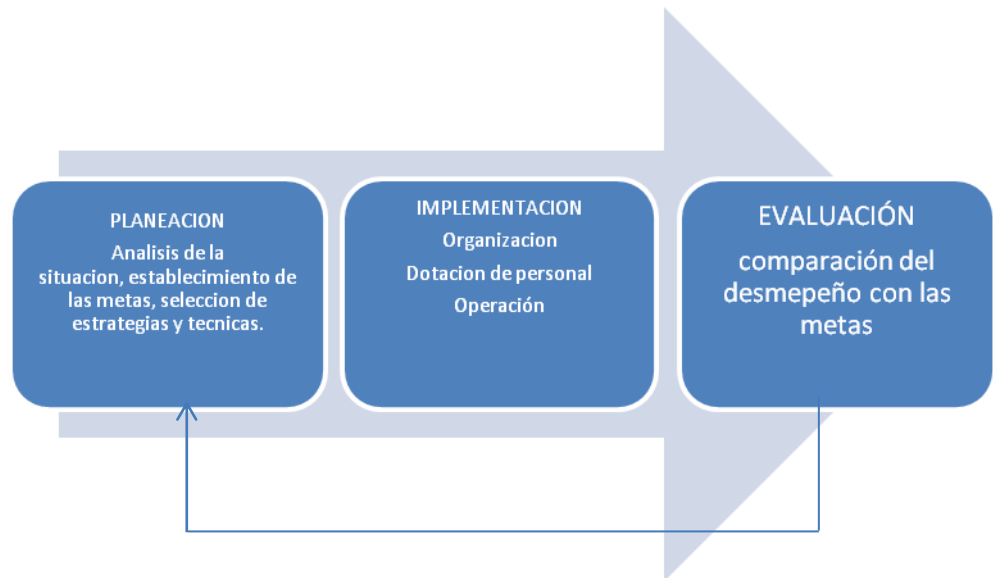 PLANEACION
Analisis de la
situacion, establecimiento de
las metas, seleccion de
estrategias y tecnicas.
IMPLEMENTACION
Organizacion
Dotacion de personal
Operación
EVALUACIÓN
comparación del
desmepeño con las
metas